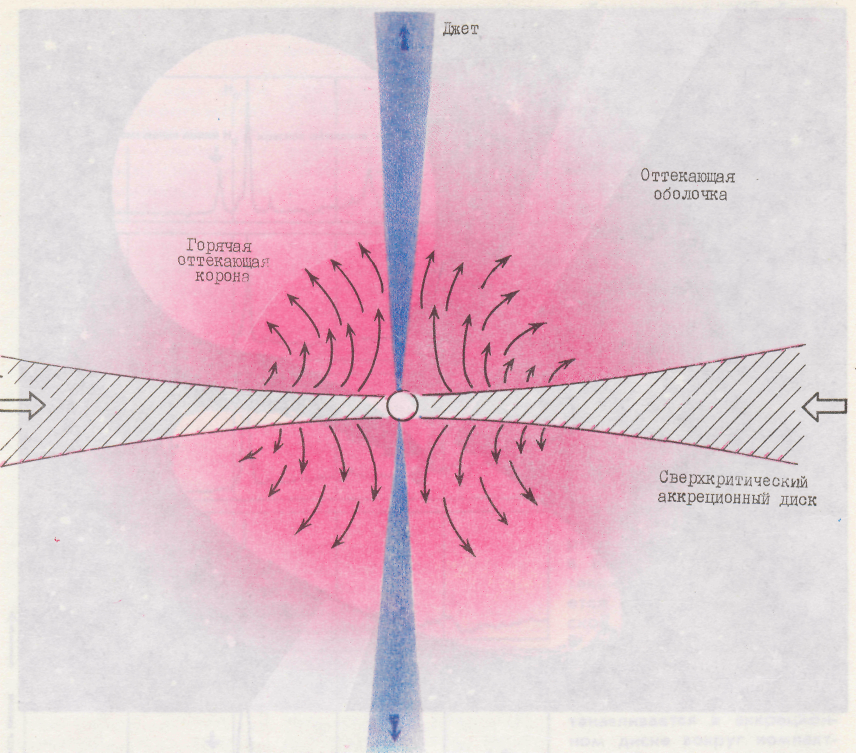 Джет
Оттекающая
оболочка
Горячая
оттекающая
корона
Сверхкритический
аккреционный диск